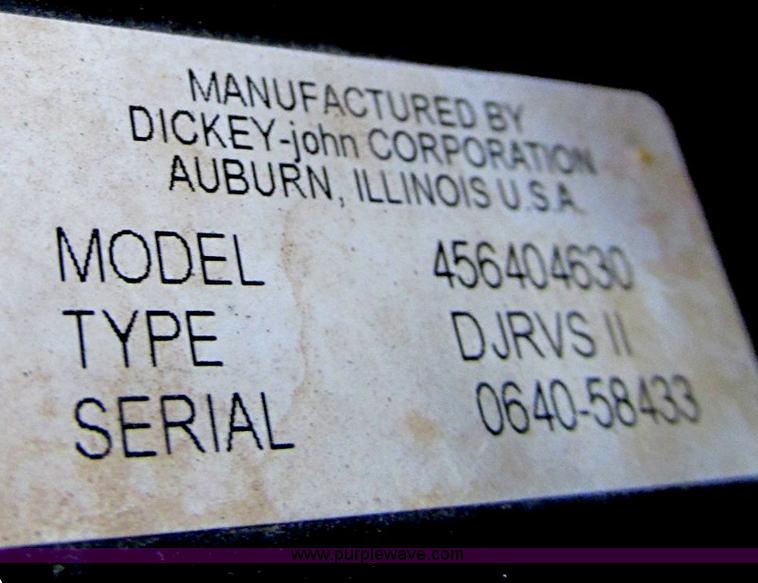 MANUFACTURED BY
DICKEY-john CORPORATION
AUBURN, ILLINOIS U.S.A.
MODEL 456404630
TYPE DJRVS II
SERIAL 0640-58433
www.purplewave.com